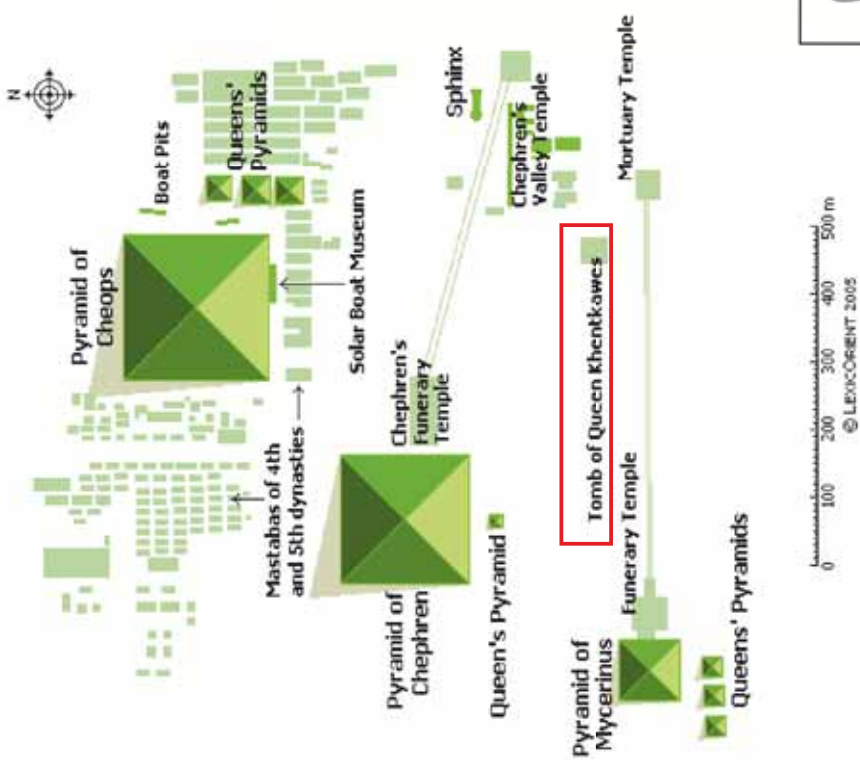 N
Boat Pits
Queens'
Pyramids
Pyramid of
Cheops
Solar Boat Museum
Sphinx
Chephren's
Valley Temple
Mortuary Temple
Chephren's
Funerary
Temple
Mastabas of 4th
and 5th dynasties
Tomb of Queen Khentkawes
Pyramid of
Chephren
Queen's Pyramid
Funerary Temple
Pyramid of
Mycerinus
Queens' Pyramids
0 100 200 300 400 500 m
© LEXICORIENT 2005